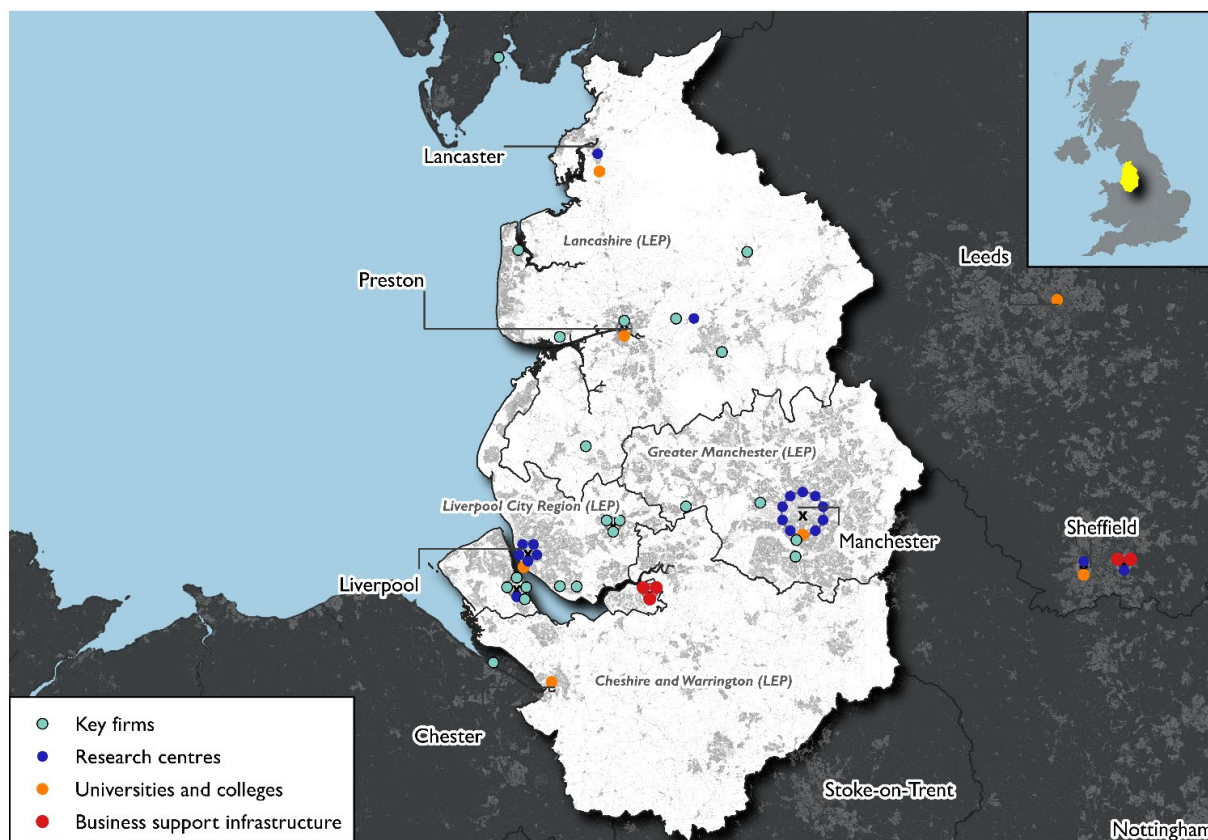 Lancaster
Lancashire (LEP)
Leeds
Preston
Greater Manchester (LEP)
Liverpool City Region (LEP)
x
Manchester
Sheffield
Liverpool
Cheshire and Warrington (LEP)
Chester
Stoke-on-Trent
Nottingham
Key firms
Research centres
Universities and colleges
Business support infrastructure